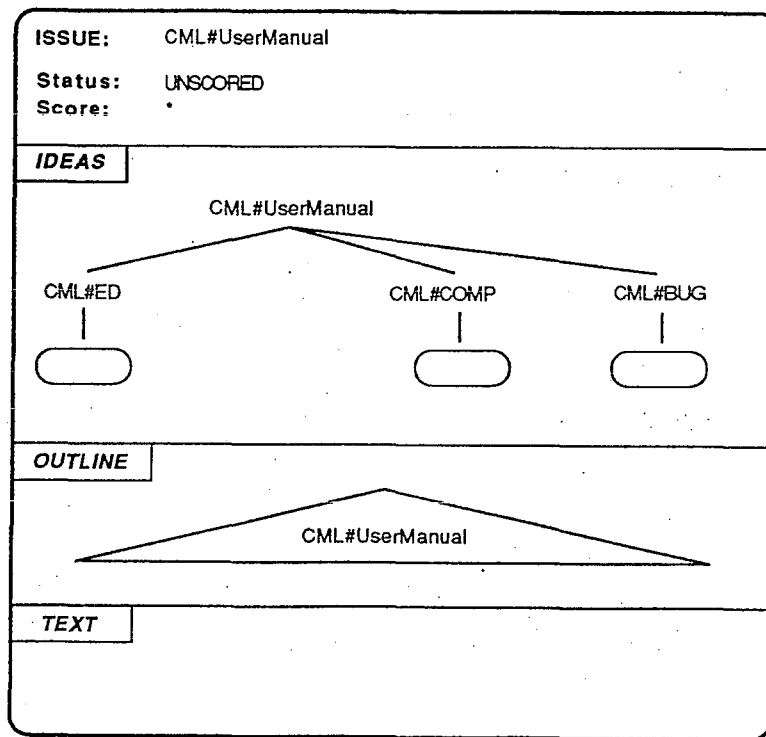 ISSUE: CML#UserManual
Status: UNSCORED
Score: *
IDEAS
CML#UserManual
CML#ED CML#COMP CML#BUG
OUTLINE
CML#UserManual
TEXT